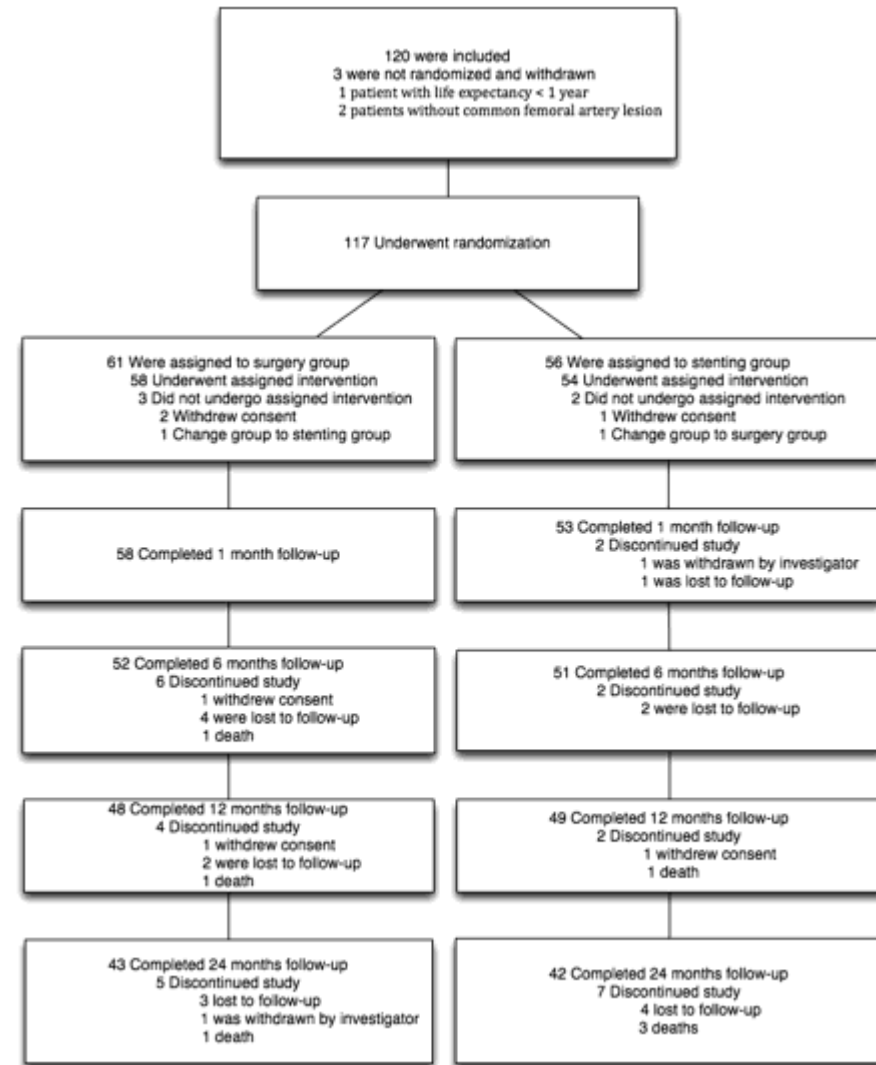 120 were included
3 were not randomized and withdrawn
1 patient with life expectancy < 1 year
2 patients without common femoral artery lesion
117 Underwent randomization
61 Were assigned to surgery group
58 Underwent assigned intervention
3 Did not undergo assigned intervention
2 Withdrew consent
1 Change group to stenting group
56 Were assigned to stenting group
54 Underwent assigned intervention
2 Did not undergo assigned intervention
1 Withdrew consent
1 Change group to surgery group
58 Completed 1 month follow-up
53 Completed 1 month follow-up
2 Discontinued study
1 was withdrawn by investigator
1 was lost to follow-up
52 Completed 6 months follow-up
6 Discontinued study
1 withdrew consent
4 were lost to follow-up
1 death
51 Completed 6 months follow-up
2 Discontinued study
2 were lost to follow-up
48 Completed 12 months follow-up
4 Discontinued study
1 withdrew consent
2 were lost to follow-up
1 death
49 Completed 12 months follow-up
2 Discontinued study
1 withdrew consent
1 death
43 Completed 24 months follow-up
5 Discontinued study
3 lost to follow-up
1 was withdrawn by investigator
1 death
42 Completed 24 months follow-up
7 Discontinued study
4 lost to follow-up
3 deaths